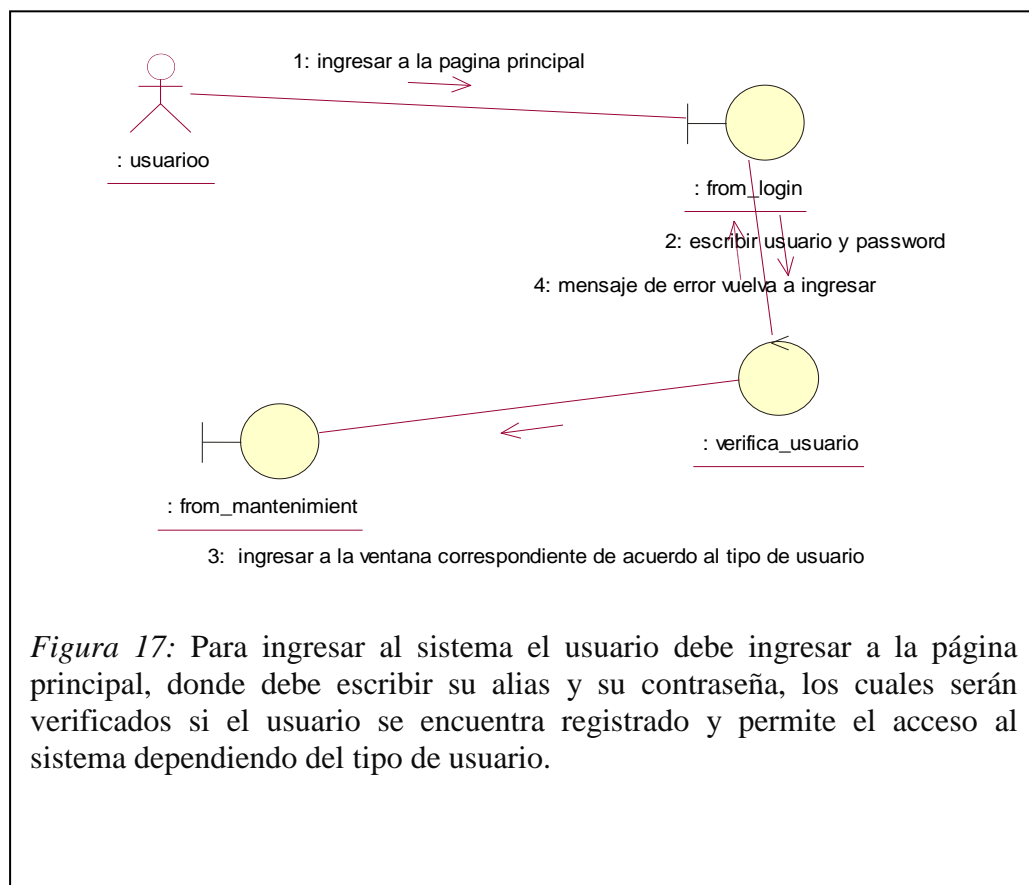 1: ingresar a la pagina principal
: usuarioo
: from_login
2: escribir usuario y password
4: mensaje de error vuelva a ingresar
: verifica_usuario
: from_mantenimient
3: ingresar a la ventana correspondiente de acuerdo al tipo de usuario
Figura 17: Para ingresar al sistema el usuario debe ingresar a la página
principal, donde debe escribir su alias y su contraseña, los cuales serán
verificados si el usuario se encuentra registrado y permite el acceso al
sistema dependiendo del tipo de usuario.